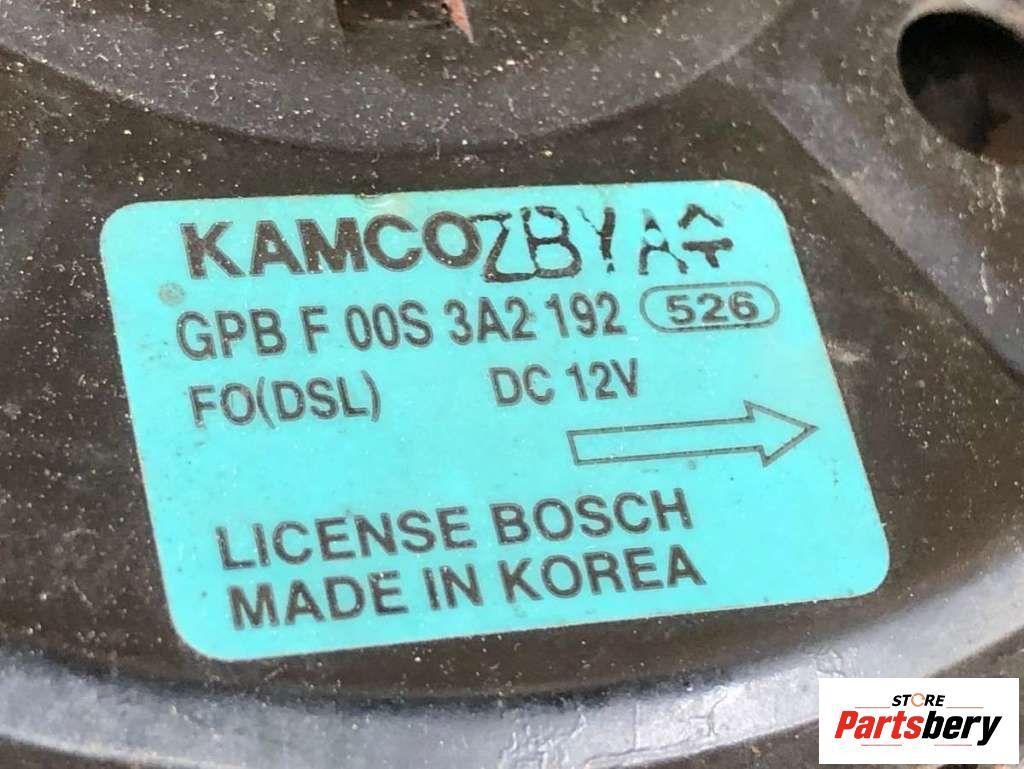 KAMCO ZBYA
GPB F 00S 3A2 192 526
FO(DSL) DC 12V
LICENSE BOSCH
MADE IN KOREA
STORE
Partsbery